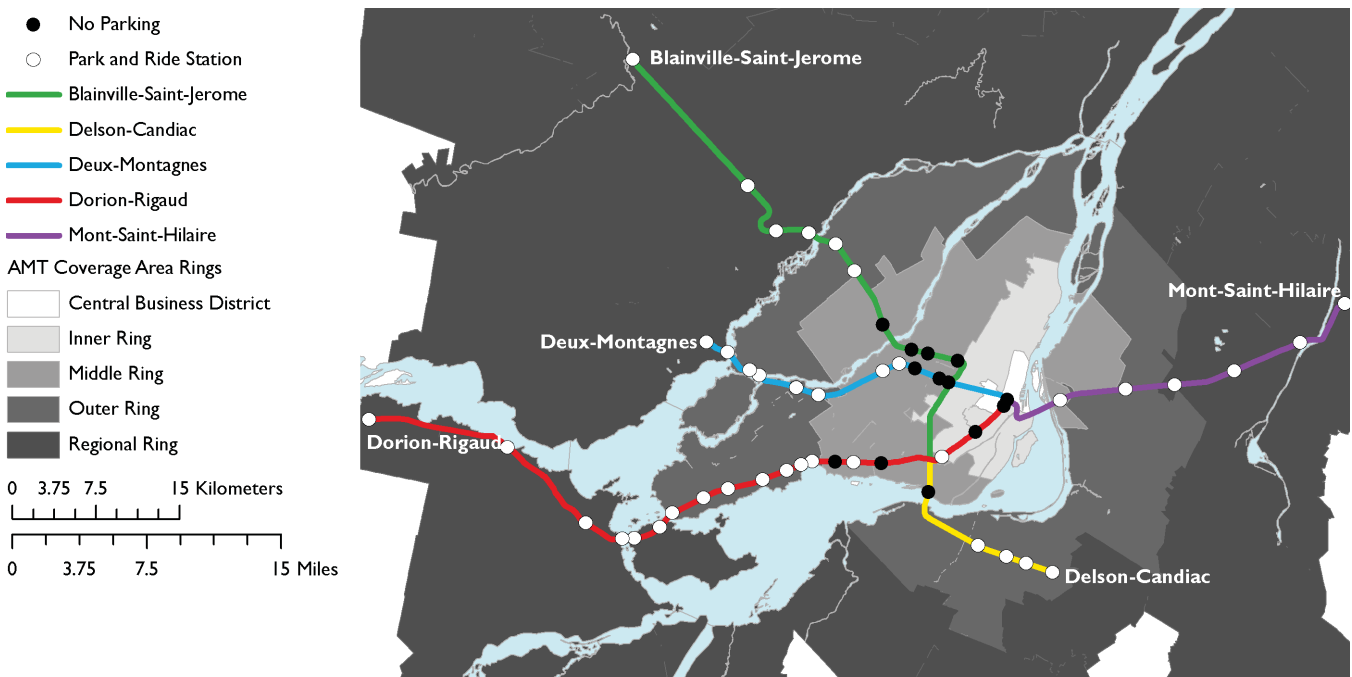 No Parking
Park and Ride Station
Blainville-Saint-Jerome
Delson-Candiac
Deux-Montagnes
Dorion-Rigaud
Mont-Saint-Hilaire
AMT Coverage Area Rings
Central Business District
Inner Ring
Middle Ring
Outer Ring
Regional Ring
0 3.75 7.5 15 Kilometers
0 3.75 7.5 15 Miles
Blainville-Saint-Jerome
Mont-Saint-Hilaire
Deux-Montagnes
Dorion-Rigaud
Delson-Candiac